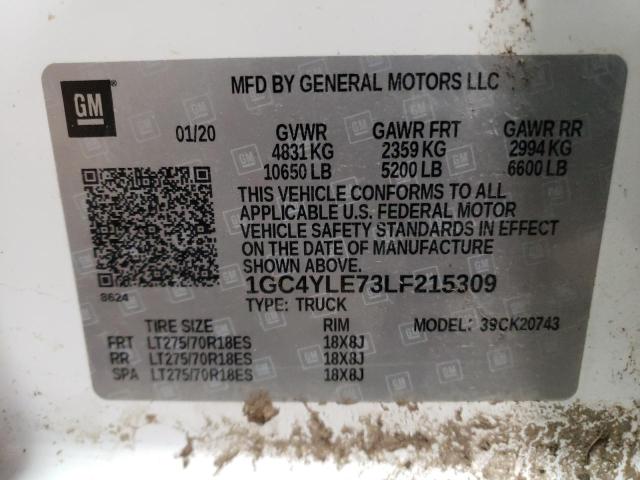 GM
MFD BY GENERAL MOTORS LLC
01/20 GVWR GAWR FRT GAWR RR
4831 KG 2359 KG 2994 KG
10650 LB 5200 LB 6600 LB
THIS VEHICLE CONFORMS TO ALL
APPLICABLE U.S. FEDERAL MOTOR
VEHICLE SAFETY STANDARDS IN EFFECT
ON THE DATE OF MANUFACTURE
SHOWN ABOVE.
8624
1GC4YLE73LF215309
TYPE: TRUCK
TIRE SIZE RIM MODEL: 39CK20743
FRT LT275/70R18ES 18X8J
RR LT275/70R18ES 18X8J
SPA LT275/70R18ES 18X8J